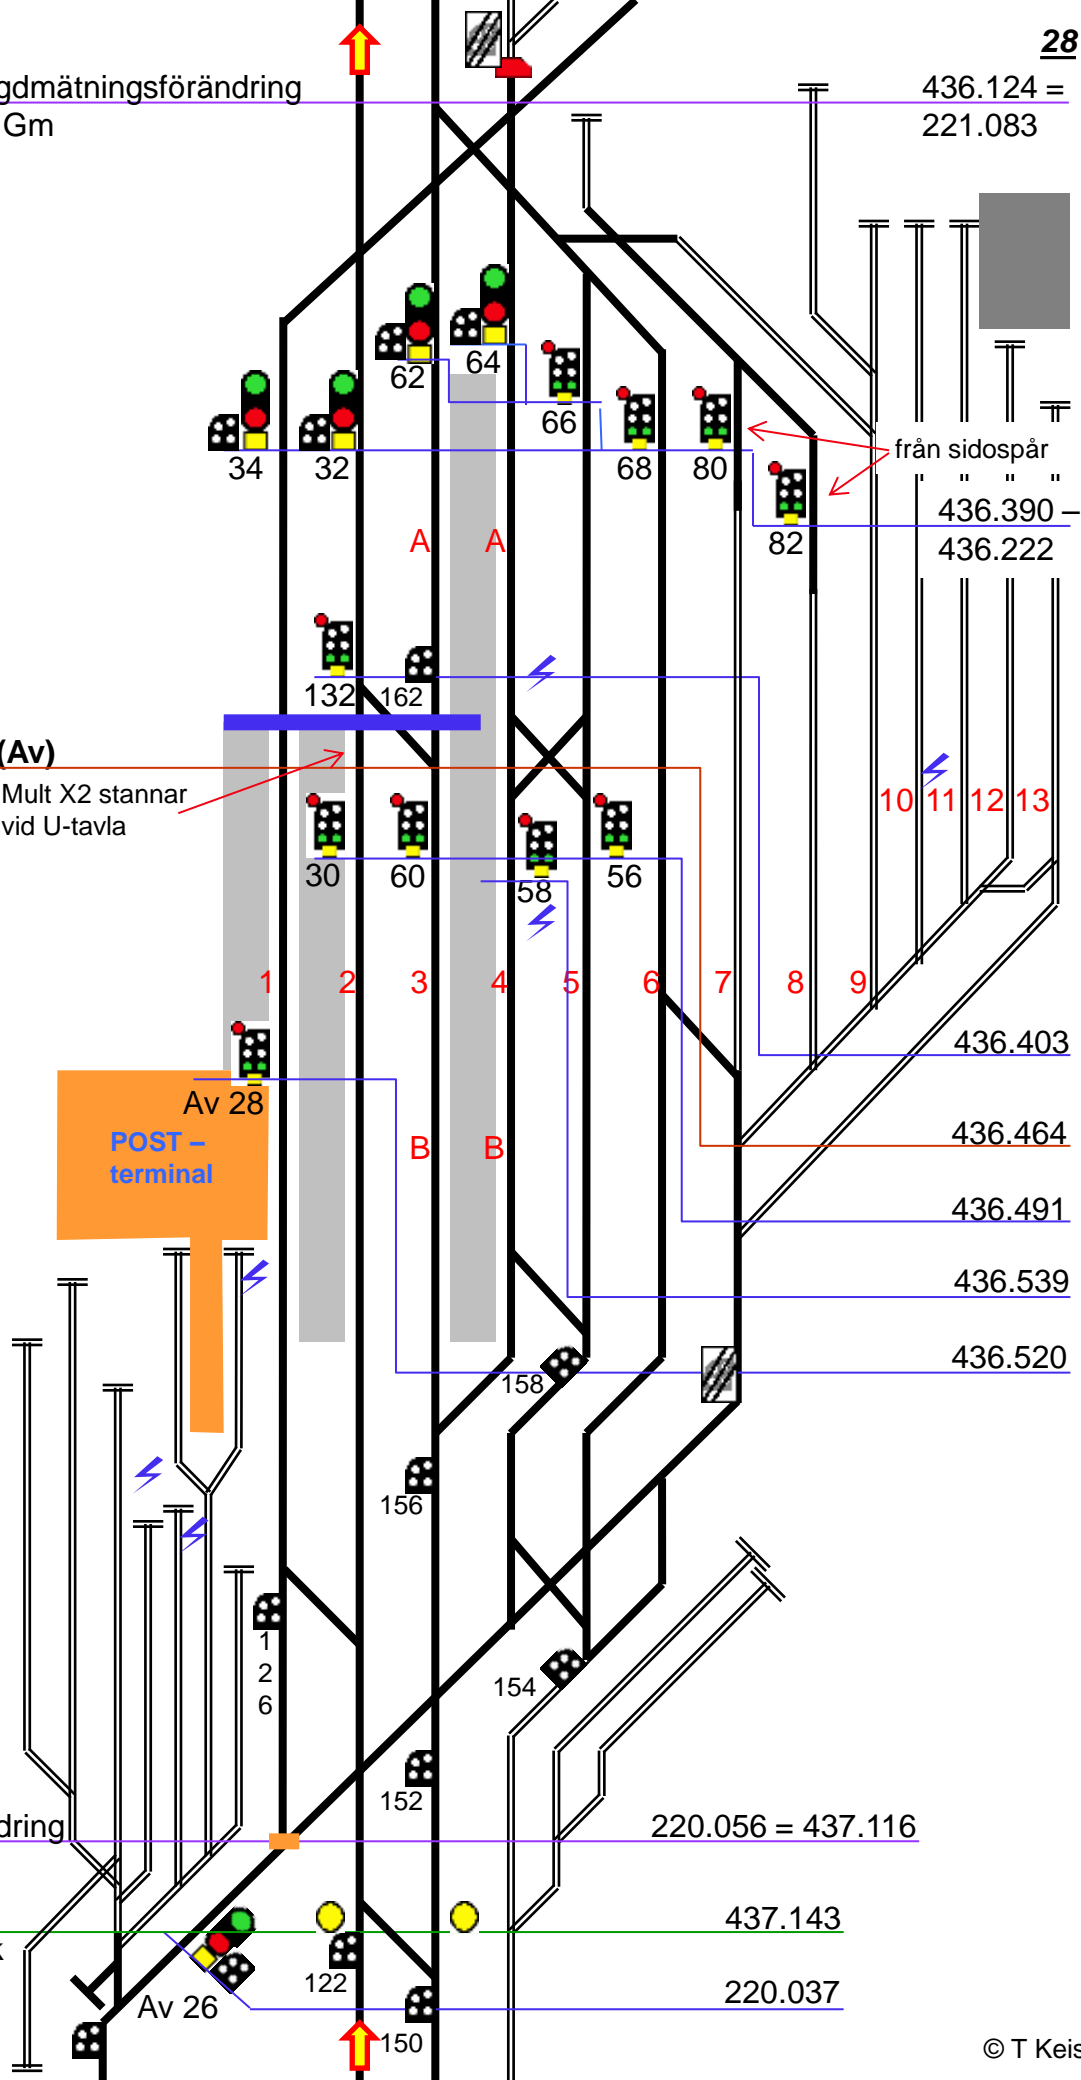 28
gdmätningsförändring
436.124 =
Gm
221.083
64
62
66
34
32
68
80
från sidospår
436.390 –
82
436.222
A
A
132
162
(Av)
Mult X2 stannar
vid U-tavla
10
11
12
13
30
60
58
56
1
2
3
4
5
6
7
8
9
436.403
Av 28
POST –
terminal
B
B
436.464
436.491
436.539
436.520
158
156
1
2
6
154
152
dring
220.056 = 437.116
437.143
k
122
220.037
Av 26
150
© T Keis